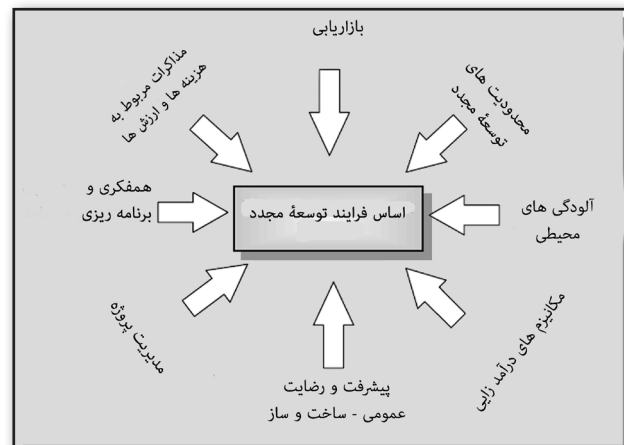 بازاریابی
محدودیت های
توسعهٔ مجدد
آلودگی های
محیطی
مکانیزم های درآمد زایی
پیشرفت و رضایت
عمومی - ساخت و ساز
مدیریت پروژه
همفکری و
برنامه ریزی
مذاکرات مربوط به
هزینه ها و ارزش ها
اساس فرایند توسعهٔ مجدد